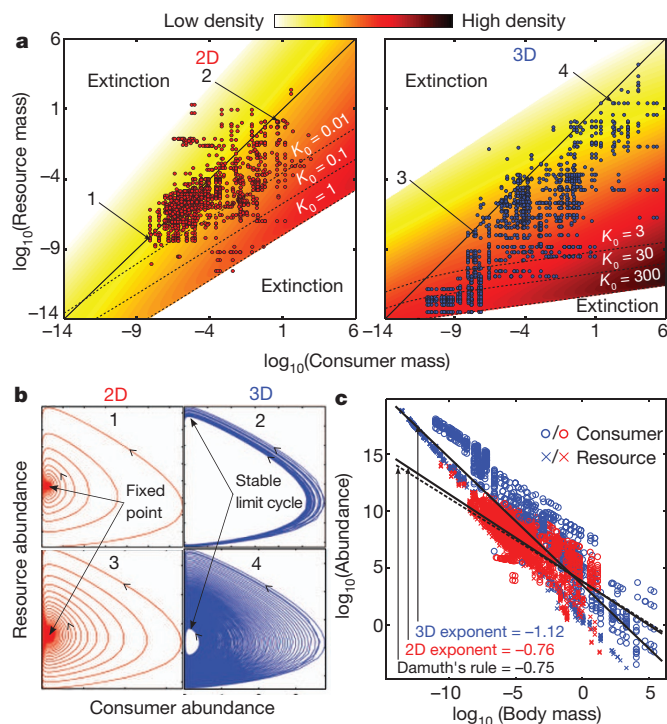 Low density High density
a
2D
3D
Extinction
Extinction
Extinction
1
2
3
4
K0 = 0.01
K0 = 0.1
K0 = 1
K0 = 3
K0 = 30
K0 = 300
6
1
−4
−9
−14
−14 −9 −4 1 6
−14 −9 −4 1 6
log10(Resource mass)
log10(Consumer mass)
b
2D 3D
1 2
Fixed point
Stable limit cycle
3 4
Resource abundance
Consumer abundance
c
15
10
5
0
−10 −5 0 5
/ Consumer
×/× Resource
3D exponent = −1.12
2D exponent = −0.76
Damuth's rule = −0.75
log10(Abundance)
log10 (Body mass)